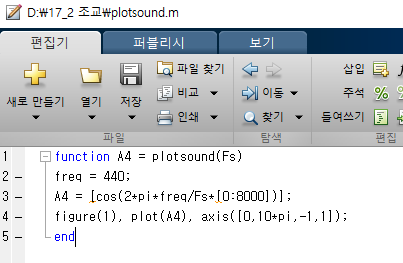 D:\17_2 조교\plotsound.m
편집기 퍼블리시 보기
새로 만들기 열기 저장 파일 찾기 비교 인쇄 이동 찾기 삽입 주석 들여쓰기
파일 탐색 편집
1 function A4 = plotsound(Fs)
2 – freq = 440;
3 – A4 = [cos(2*pi*freq/Fs*[0:8000])];
4 – figure(1), plot(A4), axis([0,10*pi,-1,1]);
5 – end